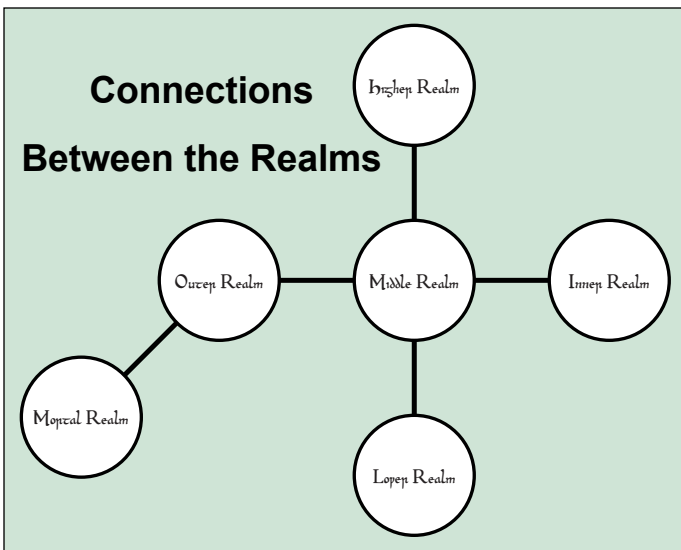 Connections
Between the Realms
Higher Realm
Outer Realm
Middle Realm
Inner Realm
Mortal Realm
Lower Realm